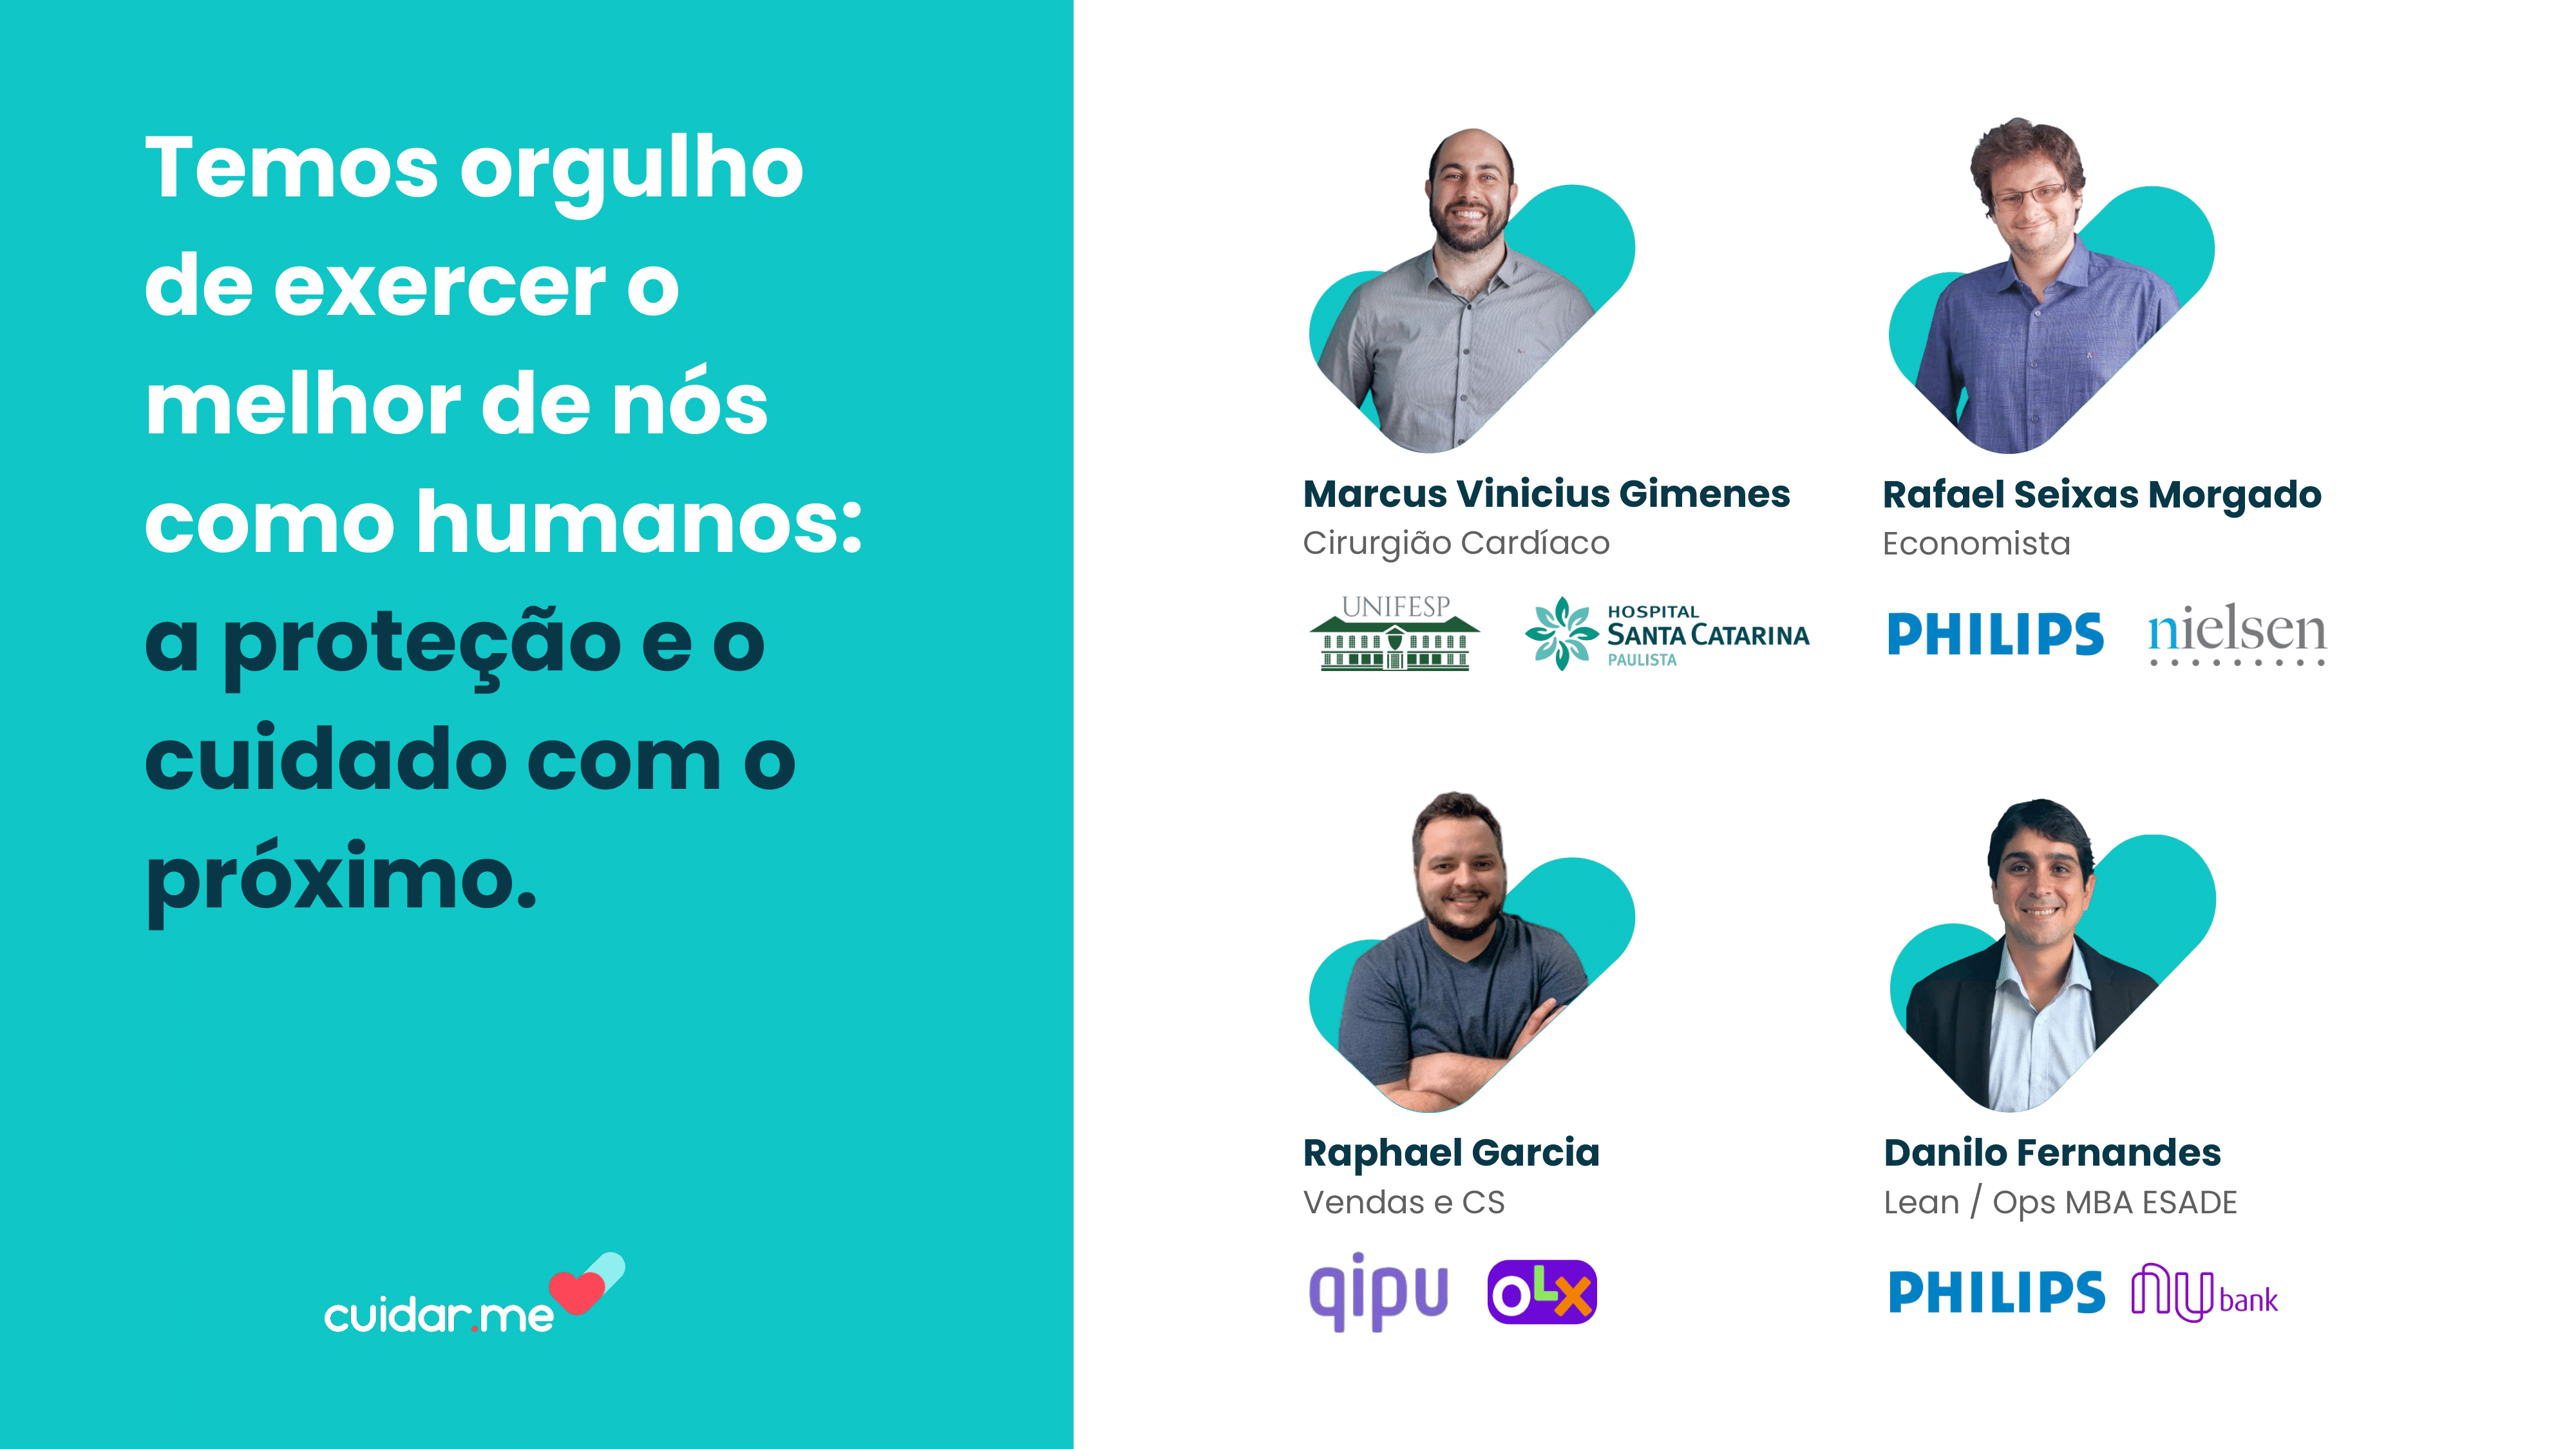 Temos orgulho
de exercer o
melhor de nós
como humanos:
a proteção e o
cuidado com o
próximo.
cuidar.me
Marcus Vinicius Gimenes
Cirurgião Cardíaco
UNIFESP
HOSPITAL
SANTA CATARINA
PAULISTA
Rafael Seixas Morgado
Economista
PHILIPS
nielsen
Raphael Garcia
Vendas e CS
qipu
OLX
Danilo Fernandes
Lean / Ops MBA ESADE
PHILIPS
nu bank